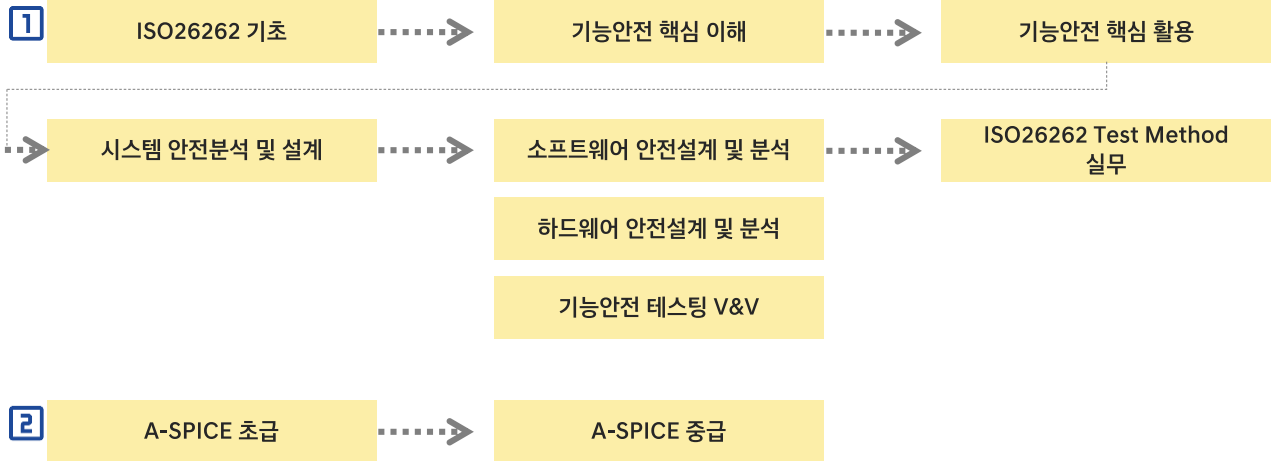 1
ISO26262 기초
기능안전 핵심 이해
기능안전 핵심 활용
시스템 안전분석 및 설계
소프트웨어 안전설계 및 분석
ISO26262 Test Method
실무
하드웨어 안전설계 및 분석
기능안전 테스팅 V&V
2
A-SPICE 초급
A-SPICE 중급